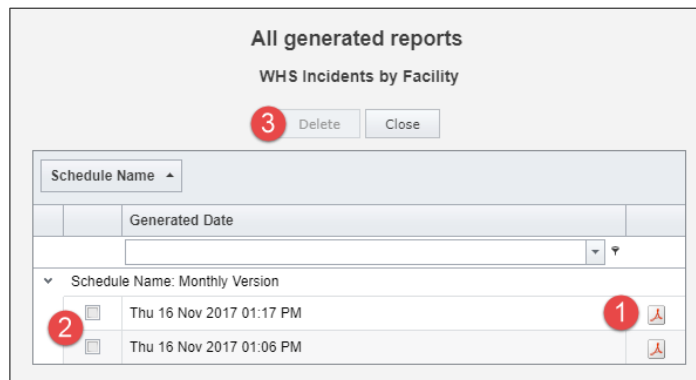 All generated reports
WHS Incidents by Facility
3 Delete Close
Schedule Name
Generated Date
Schedule Name: Monthly Version
Thu 16 Nov 2017 01:17 PM 1
2
Thu 16 Nov 2017 01:06 PM